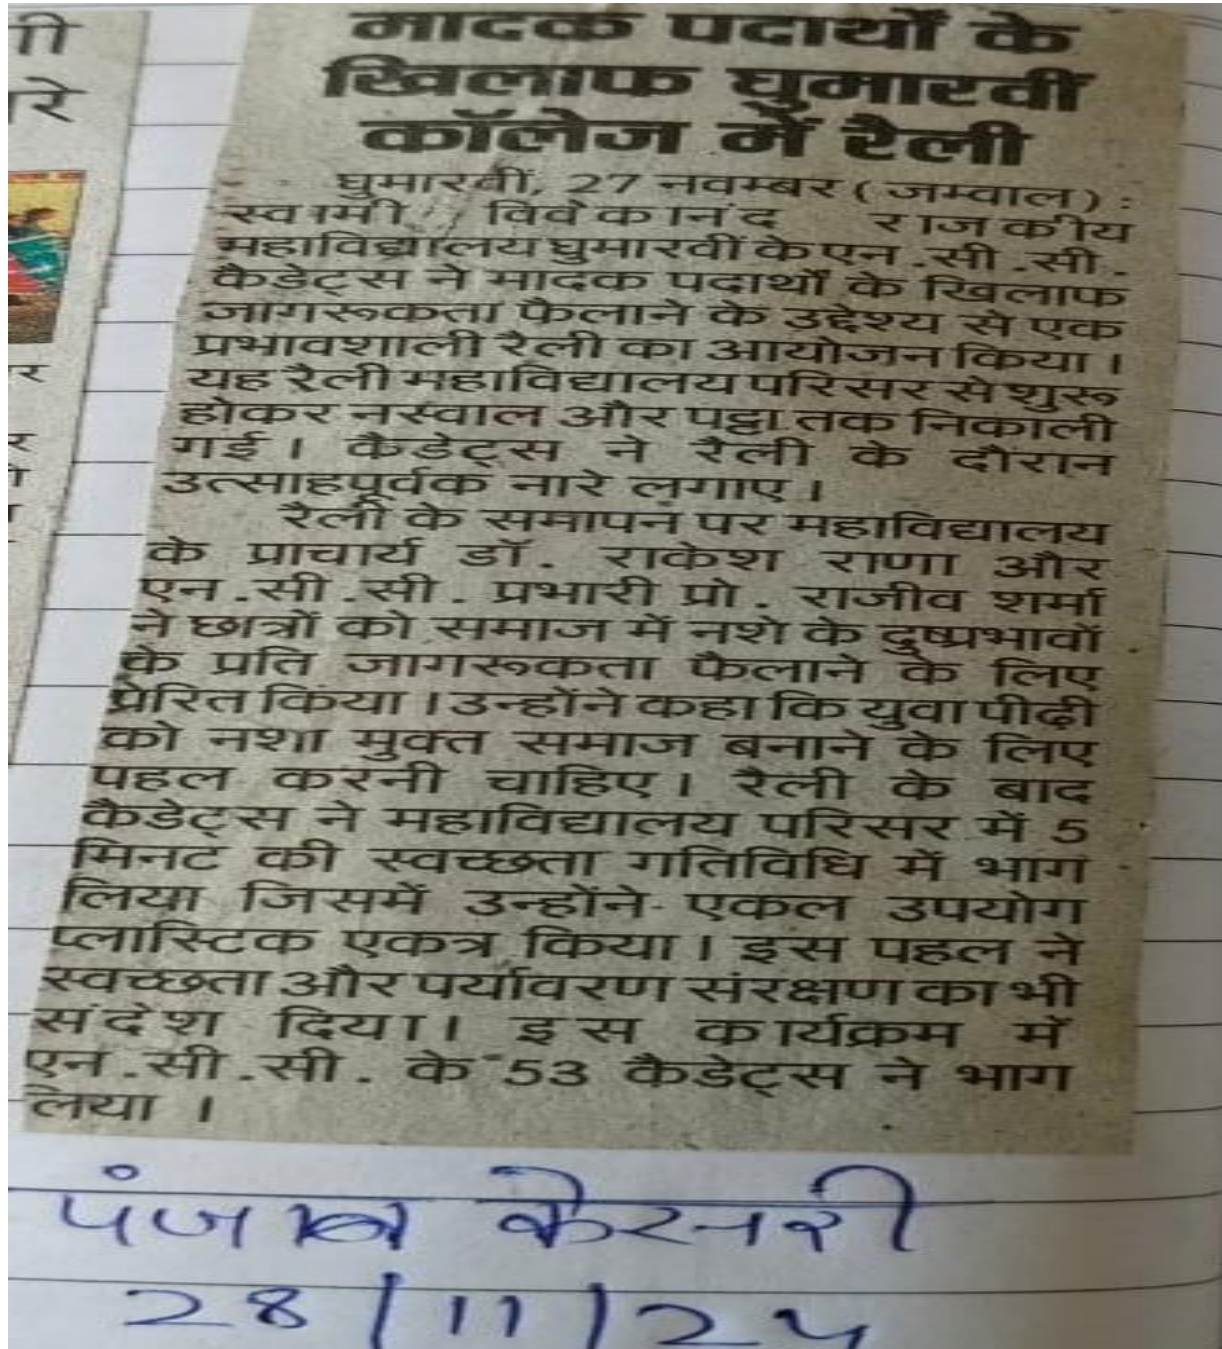 मादक पदार्थों के
खिलाफ घुमारवीं
कॉलेज में रैली
घुमारवीं, 27 नवम्बर (जम्वाल) :
स्वामी विवेकानंद राजकीय
महाविद्यालय घुमारवीं के एन.सी.सी.
कैडेट्स ने मादक पदार्थों के खिलाफ
जागरूकता फैलाने के उद्देश्य से एक
प्रभावशाली रैली का आयोजन किया।
यह रैली महाविद्यालय परिसर से शुरू
होकर नस्वाल और पट्टा तक निकाली
गई। कैडेट्स ने रैली के दौरान
उत्साहपूर्वक नारे लगाए।
रैली के समापन पर महाविद्यालय
के प्राचार्य डॉ. राकेश राणा और
एन.सी.सी. प्रभारी प्रो. राजीव शर्मा
ने छात्रों को समाज में नशे के दुष्प्रभावों
के प्रति जागरूकता फैलाने के लिए
प्रेरित किया। उन्होंने कहा कि युवा पीढ़ी
को नशा मुक्त समाज बनाने के लिए
पहल करनी चाहिए। रैली के बाद
कैडेट्स ने महाविद्यालय परिसर में 5
मिनट की स्वच्छता गतिविधि में भाग
लिया जिसमें उन्होंने एकल उपयोग
प्लास्टिक एकत्र किया। इस पहल ने
स्वच्छता और पर्यावरण संरक्षण का भी
संदेश दिया। इस कार्यक्रम में
एन.सी.सी. के 53 कैडेट्स ने भाग
लिया।
पंजाब केसरी
28/11/24